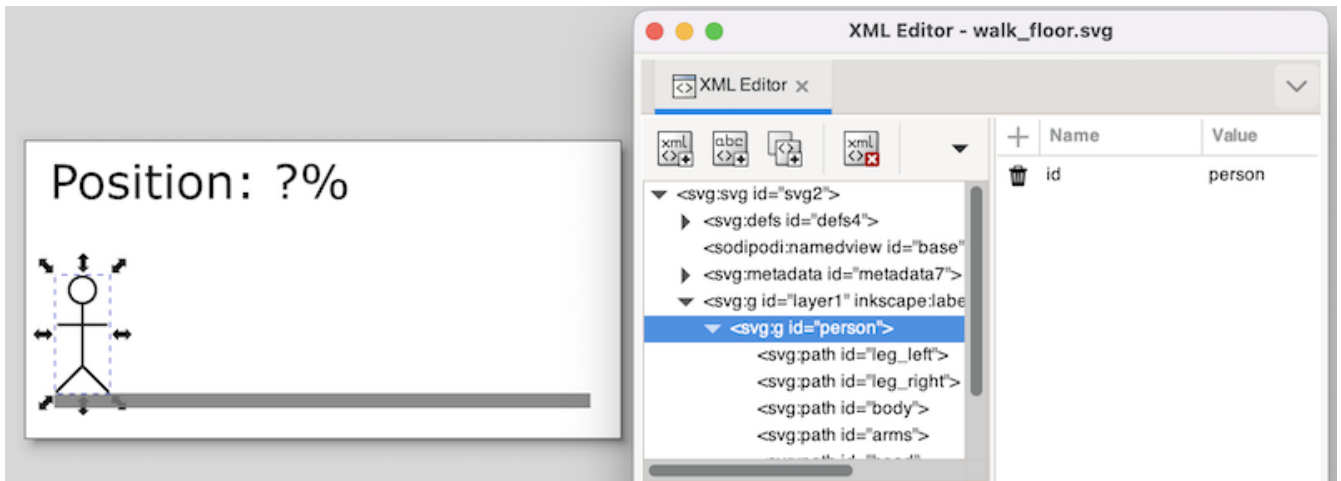 XML Editor - walk_floor.svg
XML Editor
Name
Value
id
person
Position: ?%
<svg:svg id="svg2">
<svg:defs id="defs4">
<sodipodi:namedview id="base"
<svg:metadata id="metadata7">
<svg:g id="layer1" inkscape:labe
<svg:g id="person">
<svg:path id="leg_left">
<svg:path id="leg_right">
<svg:path id="body">
<svg:path id="arms">